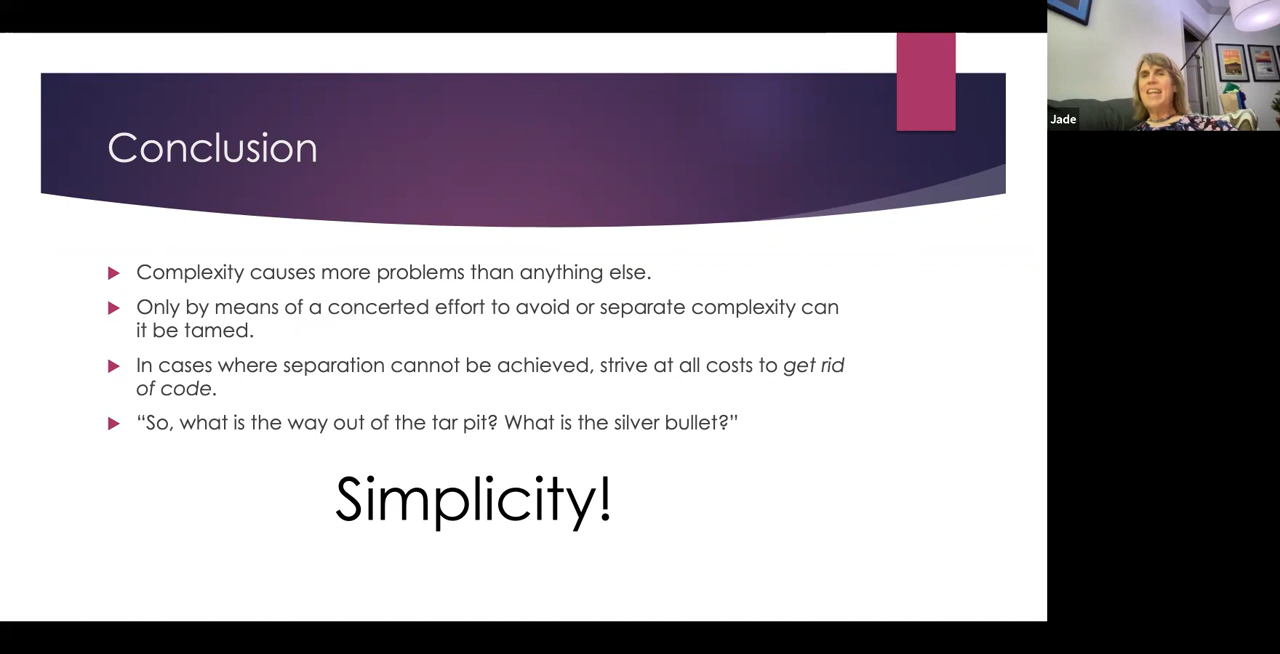 Conclusion
Complexity causes more problems than anything else.
Only by means of a concerted effort to avoid or separate complexity can
it be tamed.
In cases where separation cannot be achieved, strive at all costs to get rid
of code.
“So, what is the way out of the tar pit? What is the silver bullet?”
Simplicity!
Jade